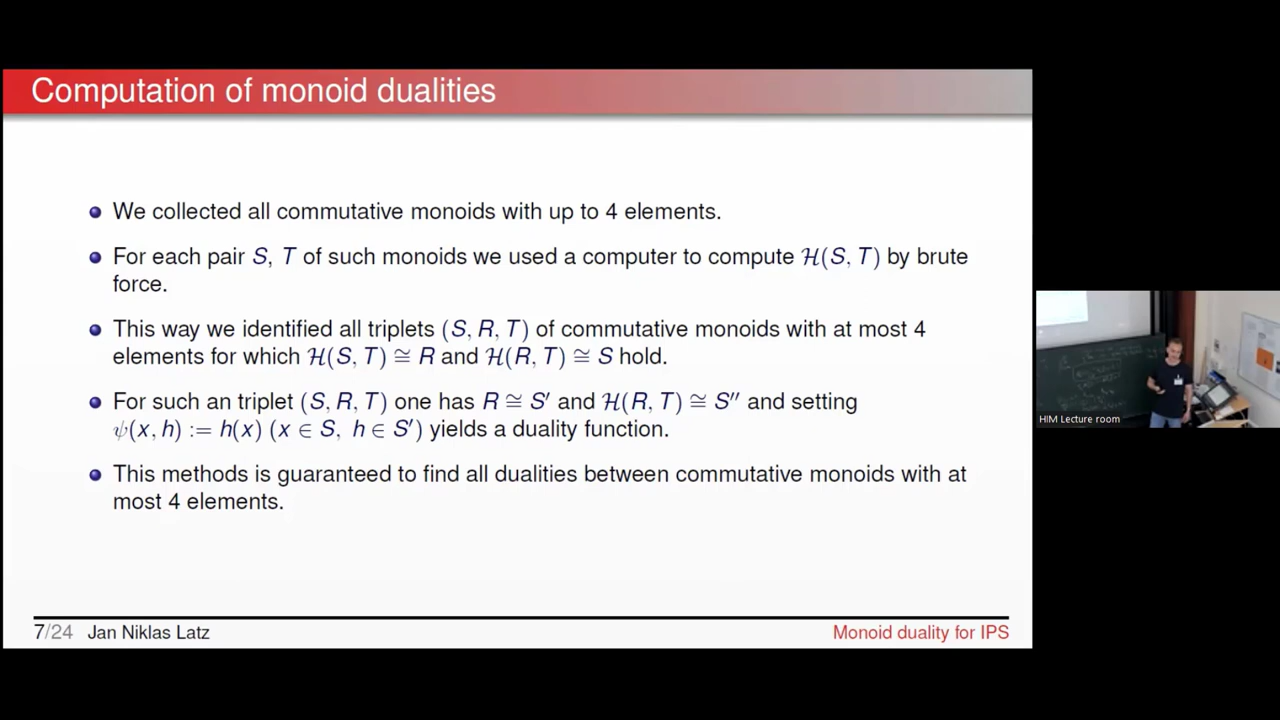 Computation of monoid dualities
We collected all commutative monoids with up to 4 elements.
For each pair S, T of such monoids we used a computer to compute ℋ(S, T) by brute
force.
This way we identified all triplets (S, R, T) of commutative monoids with at most 4
elements for which ℋ(S, T) ≅ R and ℋ(R, T) ≅ S hold.
For such an triplet (S, R, T) one has R ≅ S′ and ℋ(R, T) ≅ S″ and setting
ψ(x, h) := h(x) (x ∈ S, h ∈ S′) yields a duality function.
This methods is guaranteed to find all dualities between commutative monoids with at
most 4 elements.
7/24 Jan Niklas Latz
Monoid duality for IPS
HIM Lecture room